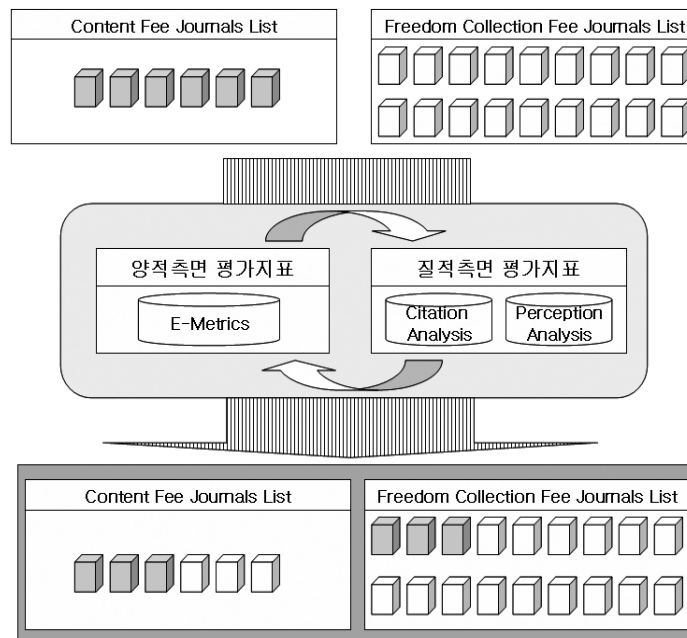 Content Fee Journals List
Freedom Collection Fee Journals List
양적측면 평가지표
질적측면 평가지표
E-Metrics
Citation
Analysis
Perception
Analysis
Content Fee Journals List
Freedom Collection Fee Journals List